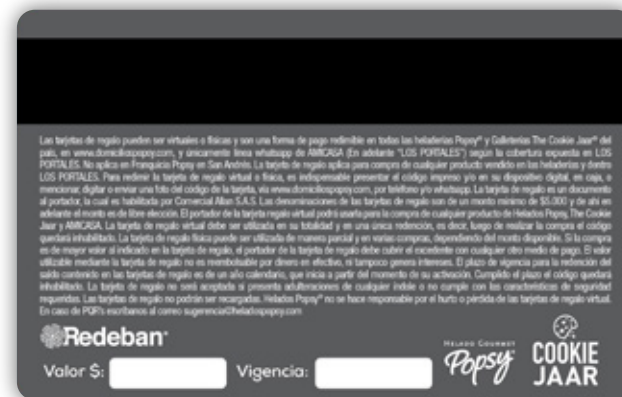 Las tarjetas de regalo pueden ser virtuales o físicas y son una forma de pago redimible en todas las heladerías Popsy® y Galleterías The Cookie Jaar® del
país, en www.domiciliospopsy.com, y únicamente línea whatsapp de AMICASA (En adelante "LOS PORTALES") según la cobertura expuesta en LOS
PORTALES. No aplica en Franquicia Popsy en San Andrés. La tarjeta de regalo aplica para compra de cualquier producto vendido en las heladerías y dentro
LOS PORTALES. Para redimir la tarjeta de regalo virtual o física, es indispensable presentar el código impreso y/o en su dispositivo digital, en caja, o
mencionar, digitar o enviar una foto del código de la tarjeta, vía www.domiciliospopsy.com, por teléfono y/o whatsapp. La tarjeta de regalo es un documento
al portador, la cual es habilitada por Comercial Allan S.A.S. Las denominaciones de las tarjetas de regalo son de un monto mínimo de $5.000 y de ahí en
adelante el monto es de libre elección. El portador de la tarjeta regalo virtual podrá usarla para la compra de cualquier producto de Helados Popsy, The Cookie
Jaar y AMICASA. La tarjeta de regalo virtual debe ser utilizada en su totalidad y en una única redención, es decir, luego de realizar la compra el código
quedará inhabilitado. La tarjeta de regalo física puede ser utilizada de manera parcial y en varias compras, dependiendo del monto disponible. Si la compra
es de mayor valor al indicado en la tarjeta de regalo, el portador de la tarjeta de regalo debe cubrir el excedente con cualquier otro medio de pago. El valor
utilizable mediante la tarjeta de regalo no es reembolsable por dinero en efectivo, ni tampoco genera intereses. El plazo de vigencia para la redención del
saldo contenido en las tarjetas de regalo es de un año calendario, que inicia a partir del momento de su activación. Cumplido el plazo el código quedará
inhabilitado. La tarjeta de regalo no será aceptada si presenta adulteraciones de cualquier índole o no cumple con las características de seguridad
requeridas. Las tarjetas de regalo no podrán ser recargadas. Helados Popsy® no se hace responsable por el hurto o pérdida de las tarjetas de regalo virtual.
En caso de PQR's escríbanos al correo sugerencia@heladospopsy.com
Redeban
Valor $:
Vigencia:
HELADO GOURMET
Popsy
COOKIE
JAAR